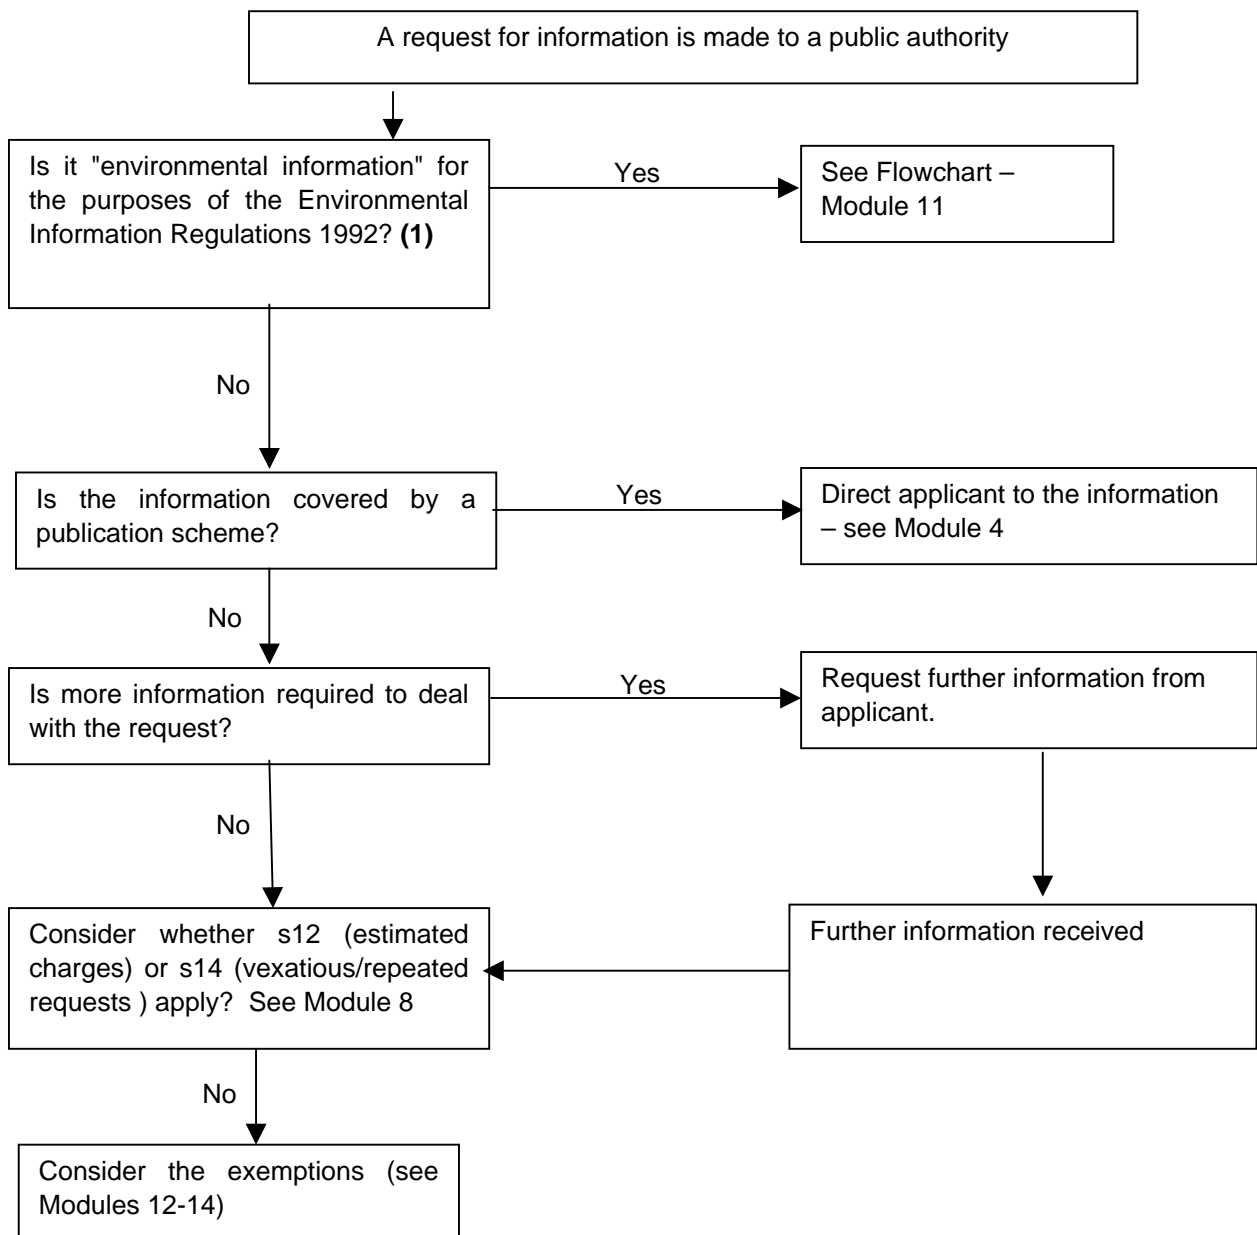 A request for information is made to a public authority
Is it "environmental information" for
the purposes of the Environmental
Information Regulations 1992? (1)
Yes
See Flowchart –
Module 11
No
Is the information covered by a
publication scheme?
Yes
Direct applicant to the information
– see Module 4
No
Is more information required to deal
with the request?
Yes
Request further information from
applicant.
No
Consider whether s12 (estimated
charges) or s14 (vexatious/repeated
requests ) apply? See Module 8
Further information received
No
Consider the exemptions (see
Modules 12-14)